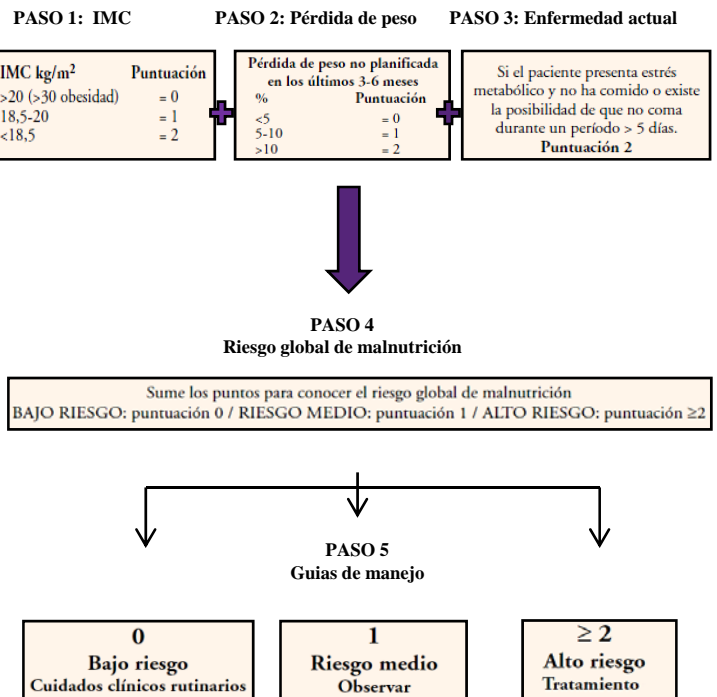 PASO 1: IMC
PASO 2: Pérdida de peso
PASO 3: Enfermedad actual
IMC kg/m² Puntuación
>20 (>30 obesidad) = 0
18,5-20 = 1
<18,5 = 2
Pérdida de peso no planificada
en los últimos 3-6 meses
% Puntuación
<5 = 0
5-10 = 1
>10 = 2
Si el paciente presenta estrés
metabólico y no ha comido o existe
la posibilidad de que no coma
durante un período > 5 días.
Puntuación 2
PASO 4
Riesgo global de malnutrición
Sume los puntos para conocer el riesgo global de malnutrición
BAJO RIESGO: puntuación 0 / RIESGO MEDIO: puntuación 1 / ALTO RIESGO: puntuación ≥2
PASO 5
Guias de manejo
0
Bajo riesgo
Cuidados clínicos rutinarios
1
Riesgo medio
Observar
≥ 2
Alto riesgo
Tratamiento